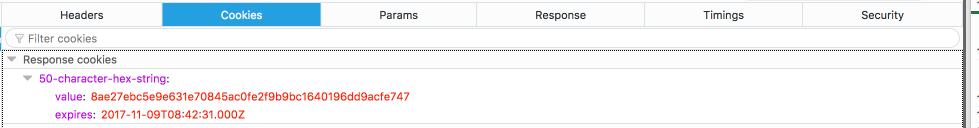 Headers Cookies Params Response Timings Security
Filter cookies
Response cookies
50-character-hex-string:
value: 8ae27ebc5e9e631e70845ac0fe2f9b9bc1640196dd9acfe747
expires: 2017-11-09T08:42:31.000Z